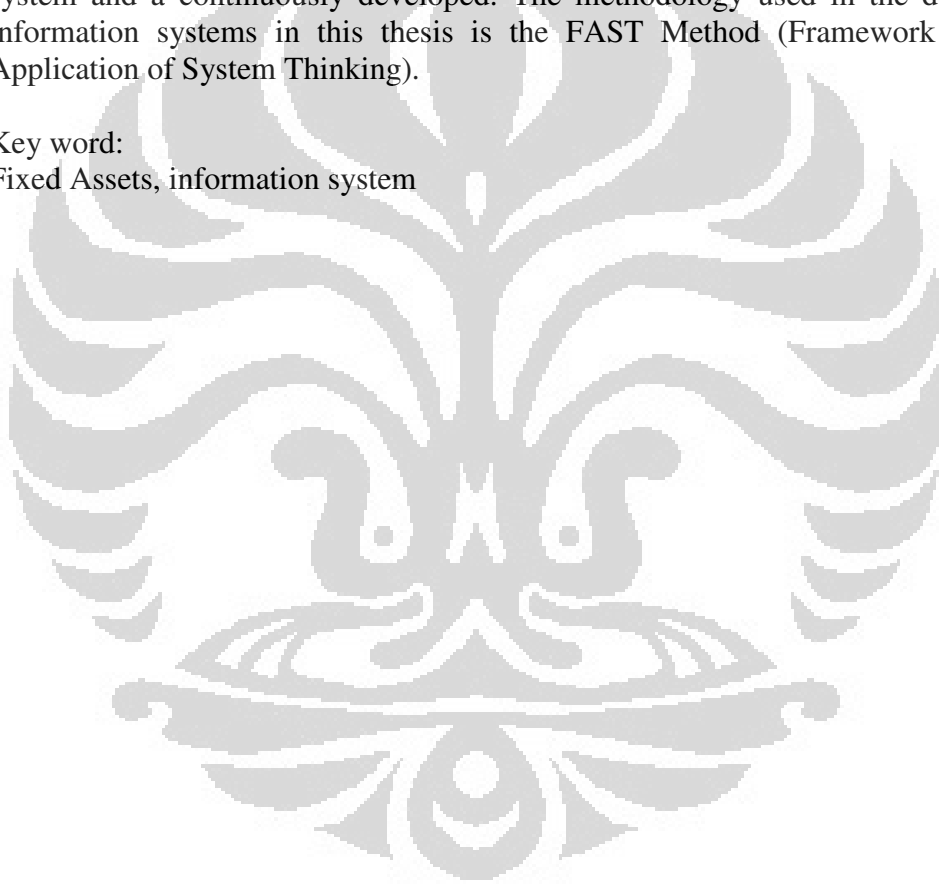 system and a continuously developed. The methodology used in the d
information systems in this thesis is the FAST Method (Framework
Application of System Thinking).
Key word:
Fixed Assets, information system